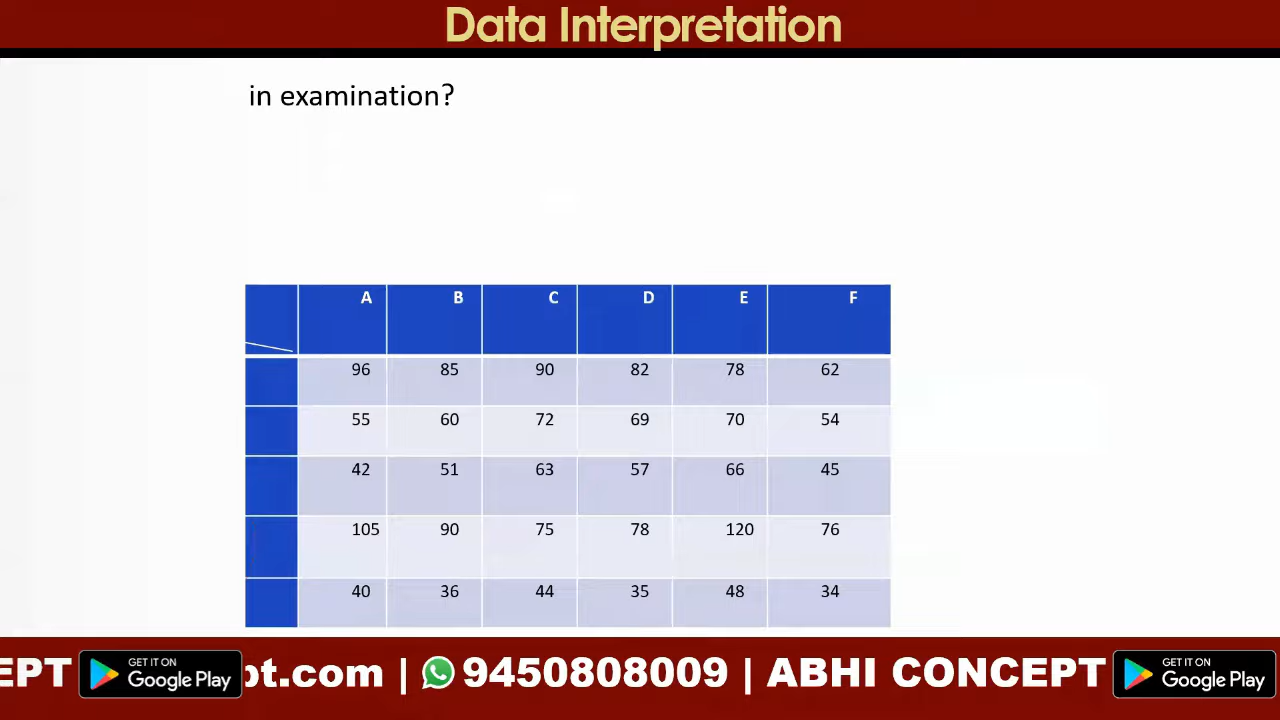 Data Interpretation
in examination?
A B C D E F
96 85 90 82 78 62
55 60 72 69 70 54
42 51 63 57 66 45
105 90 75 78 120 76
40 36 44 35 48 34
EPT GET IT ON Google Play pt.com | 9450808009 | ABHI CONCEPT GET IT ON Google Play